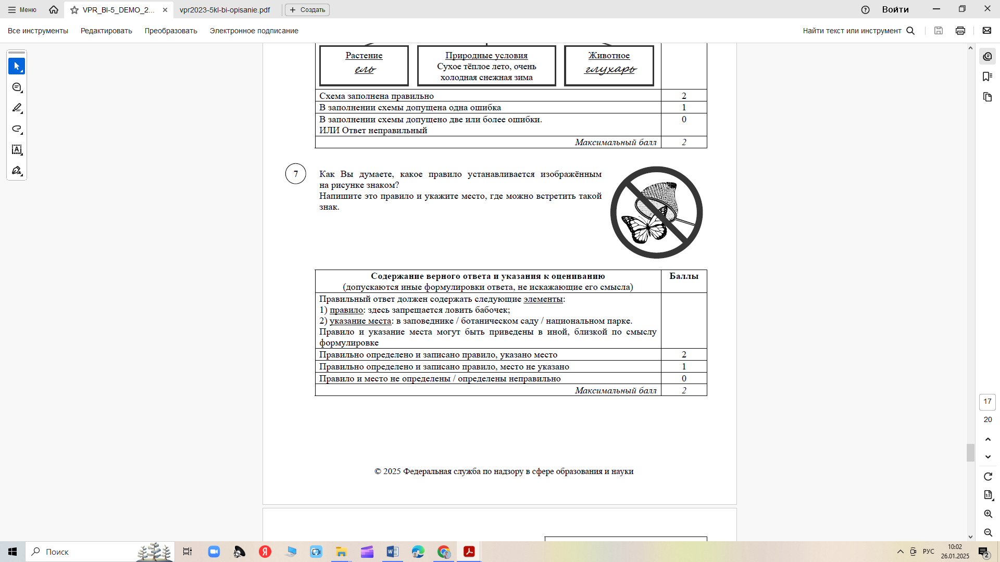 Меню
VPR_BI-5_DEMO_2...
vpr2023-5kl-bi-opisanie.pdf
Создать
Войти
Все инструменты
Редактировать
Преобразовать
Электронное подписание
Найти текст или инструмент
Растение
ель
Природные условия
Сухое тёплое лето, очень
холодная снежная зима
Животное
глухарь
Схема заполнена правильно 2
В заполнении схемы допущена одна ошибка 1
В заполнении схемы допущено две или более ошибки. 0
ИЛИ Ответ неправильный
Максимальный балл 2
7
Как Вы думаете, какое правило устанавливается изображённым
на рисунке знаком?
Напишите это правило и укажите место, где можно встретить такой
знак.
Содержание верного ответа и указания к оцениванию Баллы
(допускаются иные формулировки ответа, не искажающие его смысла)
Правильный ответ должен содержать следующие элементы:
1) правило: здесь запрещается ловить бабочек;
2) указание места: в заповеднике / ботаническом саду / национальном парке.
Правило и указание места могут быть приведены в иной, близкой по смыслу
формулировке
Правильно определено и записано правило, указано место 2
Правильно определено и записано правило, место не указано 1
Правило и место не определены / определены неправильно 0
Максимальный балл 2
© 2025 Федеральная служба по надзору в сфере образования и науки
17
20
1:1
Поиск
РУС
10:02
26.01.2025
2